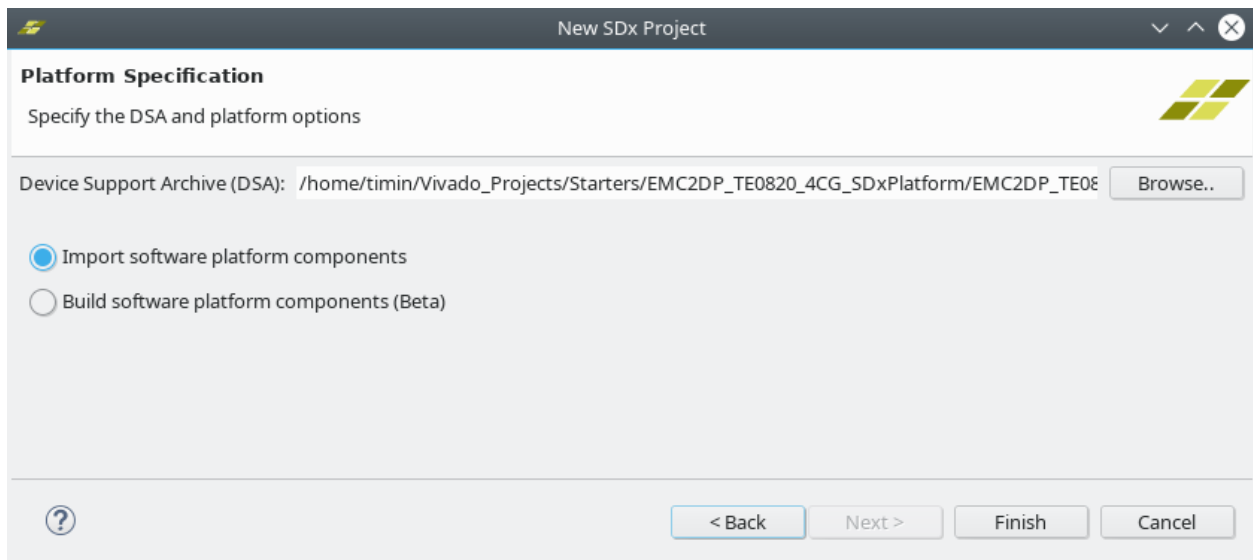 New SDx Project
Platform Specification
Specify the DSA and platform options
Device Support Archive (DSA): /home/timin/Vivado_Projects/Starters/EMC2DP_TE0820_4CG_SDxPlatform/EMC2DP_TE08 Browse..
Import software platform components
Build software platform components (Beta)
? < Back Next > Finish Cancel